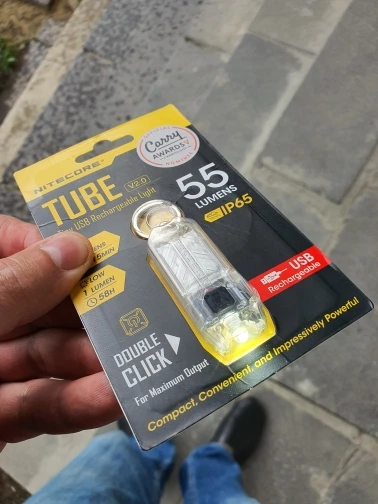 NITECORE
Carry
AWARDS
TUBE V2.0
USB Rechargeable Light
55
LUMENS
IP65
MIN
LOW
1 LUMEN
58H
USB
Rechargeable
DOUBLE
CLICK
For Maximum Output
Compact, Convenient, and Impressively Powerful